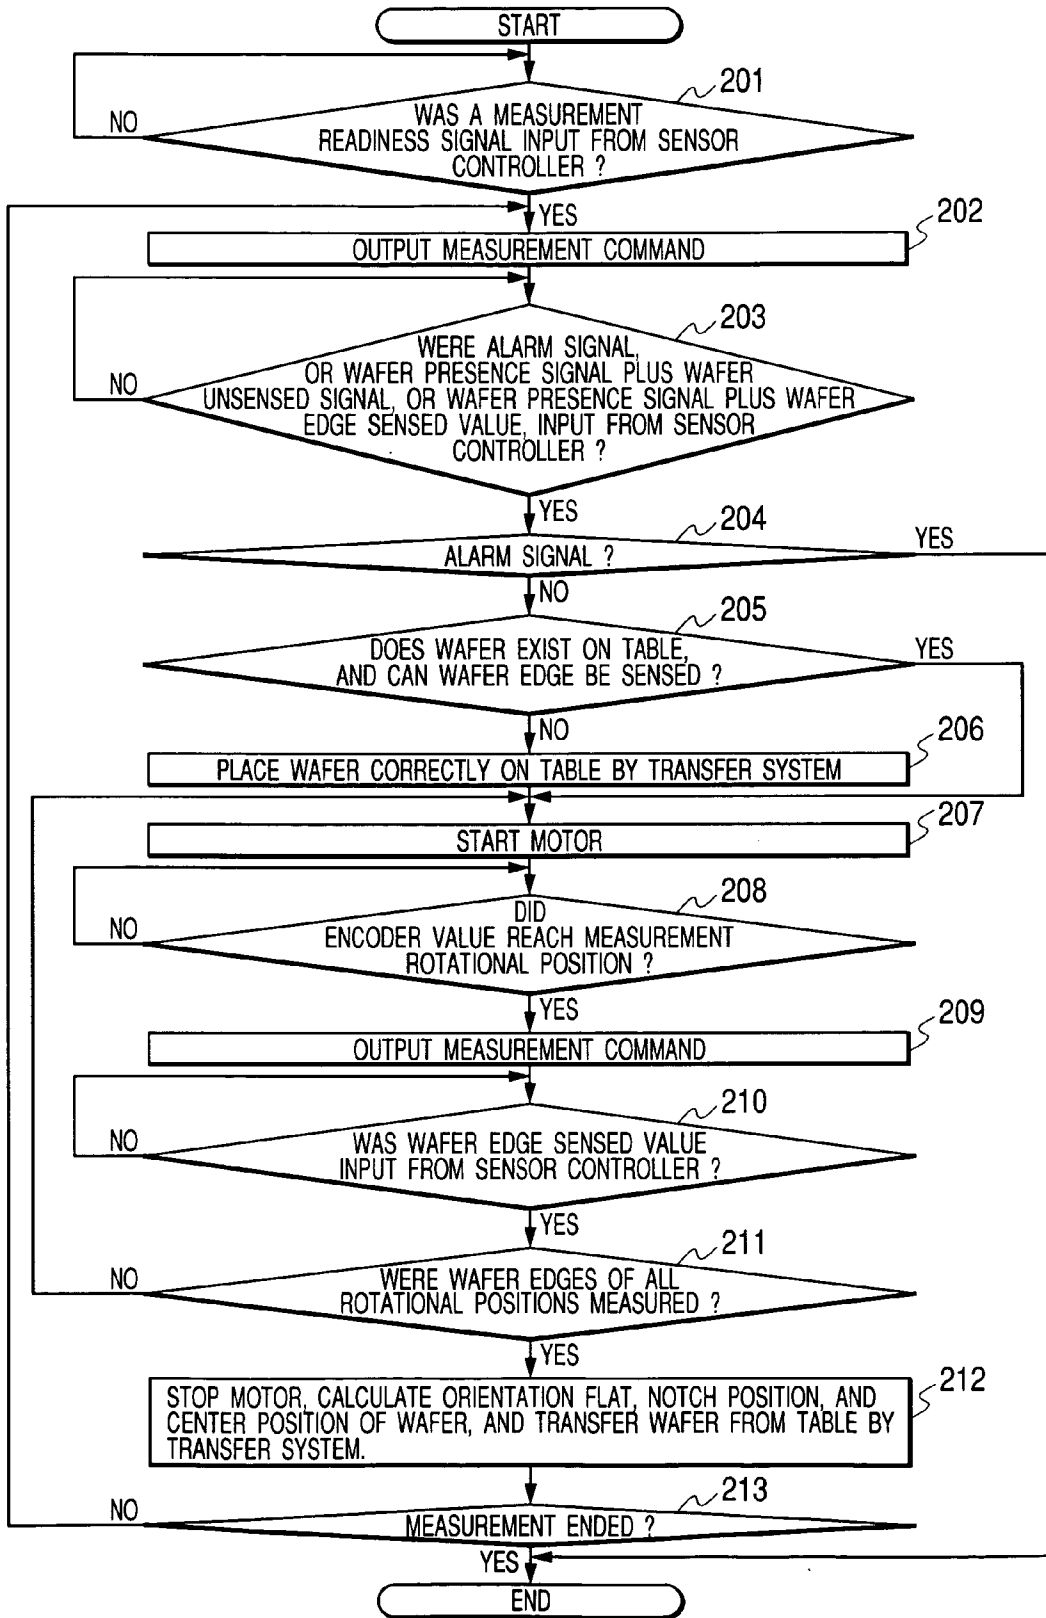 START
201
WAS A MEASUREMENT
READINESS SIGNAL INPUT FROM SENSOR
CONTROLLER ?
NO
YES
202
OUTPUT MEASUREMENT COMMAND
203
WERE ALARM SIGNAL,
OR WAFER PRESENCE SIGNAL PLUS WAFER
UNSENSED SIGNAL, OR WAFER PRESENCE SIGNAL PLUS WAFER
EDGE SENSED VALUE, INPUT FROM SENSOR
CONTROLLER ?
NO
YES
204
ALARM SIGNAL ?
YES
NO
205
DOES WAFER EXIST ON TABLE,
AND CAN WAFER EDGE BE SENSED ?
YES
NO
206
PLACE WAFER CORRECTLY ON TABLE BY TRANSFER SYSTEM
207
START MOTOR
208
DID
ENCODER VALUE REACH MEASUREMENT
ROTATIONAL POSITION ?
NO
YES
209
OUTPUT MEASUREMENT COMMAND
210
WAS WAFER EDGE SENSED VALUE
INPUT FROM SENSOR CONTROLLER ?
NO
YES
211
WERE WAFER EDGES OF ALL
ROTATIONAL POSITIONS MEASURED ?
NO
YES
212
STOP MOTOR, CALCULATE ORIENTATION FLAT, NOTCH POSITION, AND
CENTER POSITION OF WAFER, AND TRANSFER WAFER FROM TABLE BY
TRANSFER SYSTEM.
213
MEASUREMENT ENDED ?
NO
YES
END